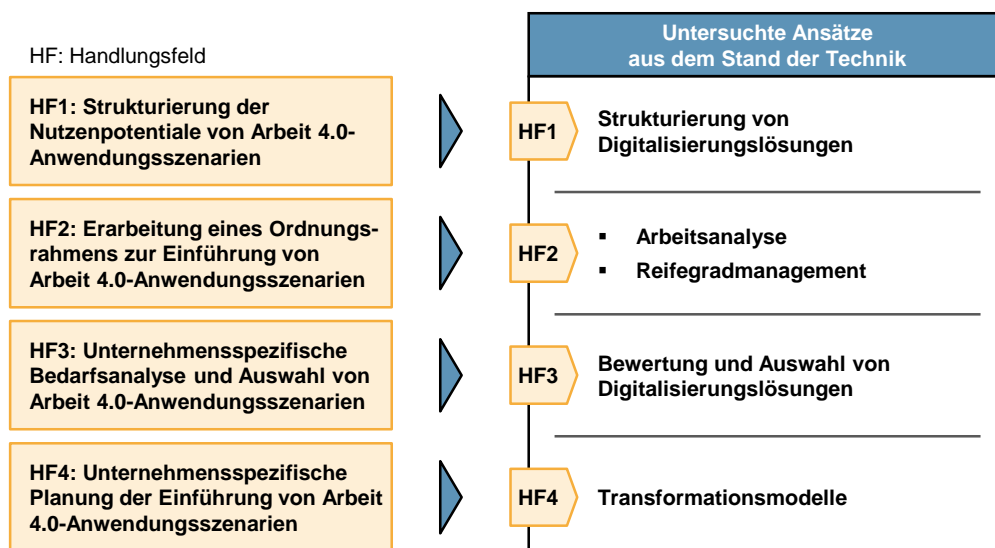 HF: Handlungsfeld
Untersuchte Ansätze
aus dem Stand der Technik
HF1: Strukturierung der
Nutzenpotentiale von Arbeit 4.0-
Anwendungsszenarien
HF1
Strukturierung von
Digitalisierungslösungen
HF2: Erarbeitung eines Ordnungs-
rahmens zur Einführung von
Arbeit 4.0-Anwendungsszenarien
HF2
▪ Arbeitsanalyse
▪ Reifegradmanagement
HF3: Unternehmensspezifische
Bedarfsanalyse und Auswahl von
Arbeit 4.0-Anwendungsszenarien
HF3
Bewertung und Auswahl von
Digitalisierungslösungen
HF4: Unternehmensspezifische
Planung der Einführung von Arbeit
4.0-Anwendungsszenarien
HF4
Transformationsmodelle